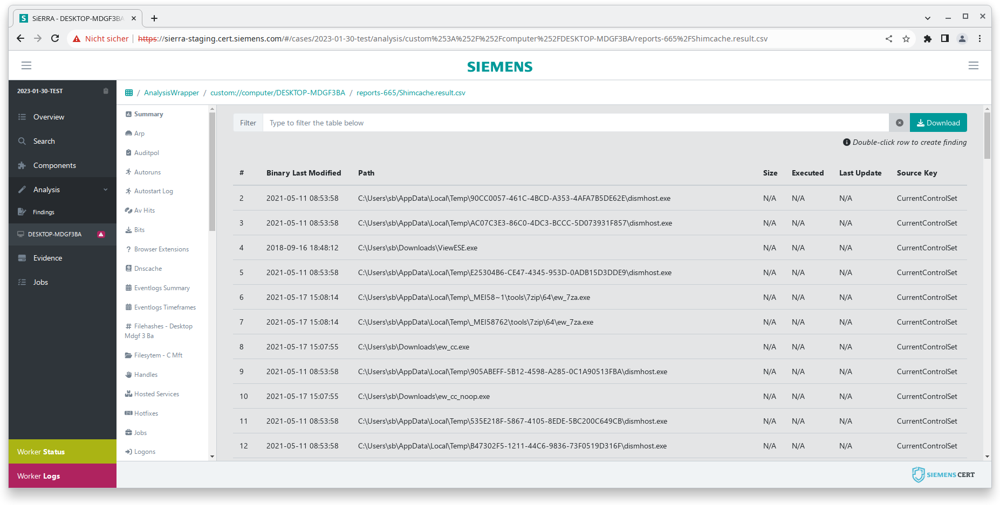 S SiERRA - DESKTOP-MDGF3BA
Nicht sicher | https://sierra-staging.cert.siemens.com/#/cases/2023-01-30-test/analysis/custom%253A%252F%252Fcomputer%252FDESKTOP-MDGF3BA/reports-665%2FShimcache.result.csv
SIEMENS
2023-01-30-TEST
Overview
Search
Components
Analysis
Findings
DESKTOP-MDGF3BA
Evidence
Jobs
Worker Status
Worker Logs
/ AnalysisWrapper / custom://computer/DESKTOP-MDGF3BA / reports-665/Shimcache.result.csv
Summary
Arp
Auditpol
Autoruns
Autostart Log
Av Hits
Bits
? Browser Extensions
Dnscache
Eventlogs Summary
Eventlogs Timeframes
# Filehashes - Desktop
Mdgf 3 Ba
Filesytem - C Mft
Handles
Hosted Services
Hotfixes
Jobs
Logons
Filter Type to filter the table below Download
Double-click row to create finding
# Binary Last Modified Path Size Executed Last Update Source Key
2 2021-05-11 08:53:58 C:\Users\sb\AppData\Local\Temp\90CC0057-461C-4BCD-A353-4AFA7B5DE62E\dismhost.exe N/A N/A N/A CurrentControlSet
3 2021-05-11 08:53:58 C:\Users\sb\AppData\Local\Temp\AC07C3E3-86C0-4DC3-BCCC-5D073931F857\dismhost.exe N/A N/A N/A CurrentControlSet
4 2018-09-16 18:48:12 C:\Users\sb\Downloads\ViewESE.exe N/A N/A N/A CurrentControlSet
5 2021-05-11 08:53:58 C:\Users\sb\AppData\Local\Temp\E25304B6-CE47-4345-953D-0ADB15D3DDE9\dismhost.exe N/A N/A N/A CurrentControlSet
6 2021-05-17 15:08:14 C:\Users\sb\AppData\Local\Temp\_MEI58~1\tools\7zip\64\ew_7za.exe N/A N/A N/A CurrentControlSet
7 2021-05-17 15:08:14 C:\Users\sb\AppData\Local\Temp\_MEI58762\tools\7zip\64\ew_7za.exe N/A N/A N/A CurrentControlSet
8 2021-05-17 15:07:55 C:\Users\sb\Downloads\ew_cc.exe N/A N/A N/A CurrentControlSet
9 2021-05-11 08:53:58 C:\Users\sb\AppData\Local\Temp\905ABEFF-5B12-4598-A285-0C1A90513FBA\dismhost.exe N/A N/A N/A CurrentControlSet
10 2021-05-17 15:07:55 C:\Users\sb\Downloads\ew_cc_noop.exe N/A N/A N/A CurrentControlSet
11 2021-05-11 08:53:58 C:\Users\sb\AppData\Local\Temp\535E218F-5867-4105-8EDE-5BC200C649CB\dismhost.exe N/A N/A N/A CurrentControlSet
12 2021-05-11 08:53:58 C:\Users\sb\AppData\Local\Temp\B47302F5-1211-44C6-9836-73F0519D316F\dismhost.exe N/A N/A N/A CurrentControlSet
SIEMENS CERT